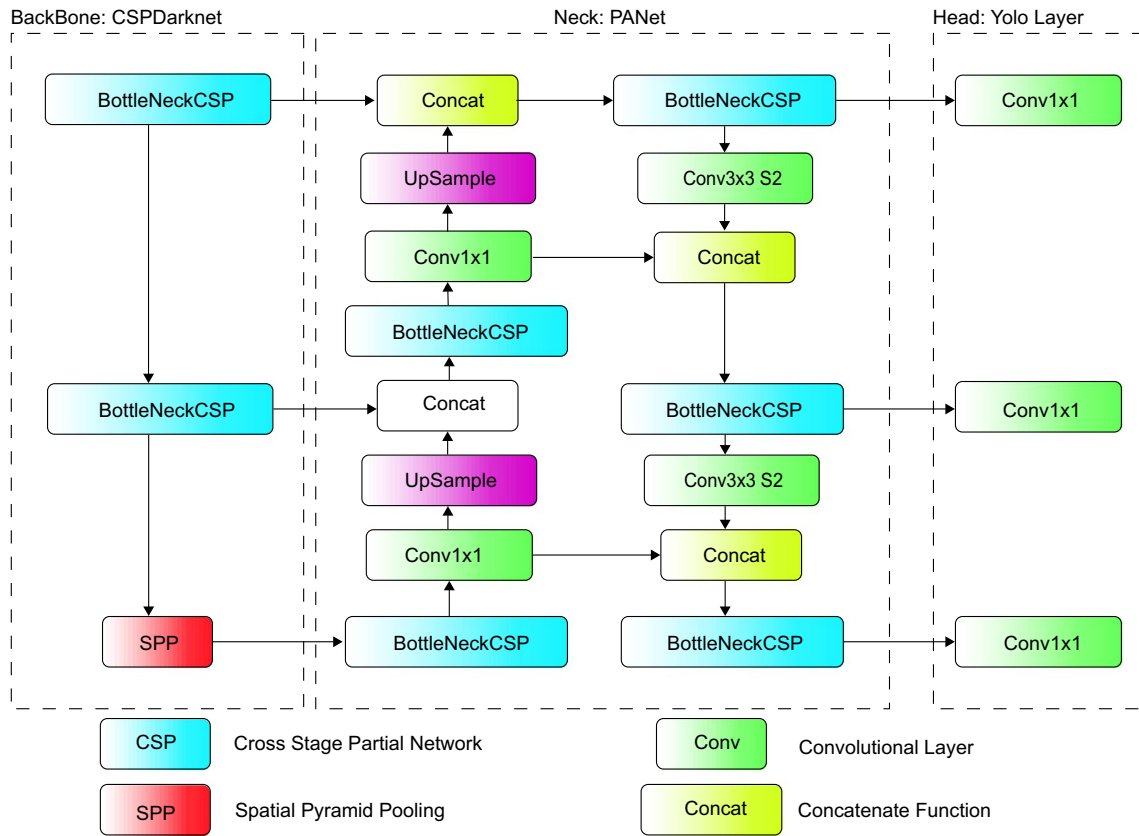 BackBone: CSPDarknet
Neck: PANet
Head: Yolo Layer
BottleNeckCSP
Concat
BottleNeckCSP
Conv1x1
UpSample
Conv3x3 S2
Conv1x1
Concat
BottleNeckCSP
BottleNeckCSP
Concat
BottleNeckCSP
Conv1x1
UpSample
Conv3x3 S2
Conv1x1
Concat
SPP
BottleNeckCSP
BottleNeckCSP
Conv1x1
CSP
Cross Stage Partial Network
Conv
Convolutional Layer
SPP
Spatial Pyramid Pooling
Concat
Concatenate Function